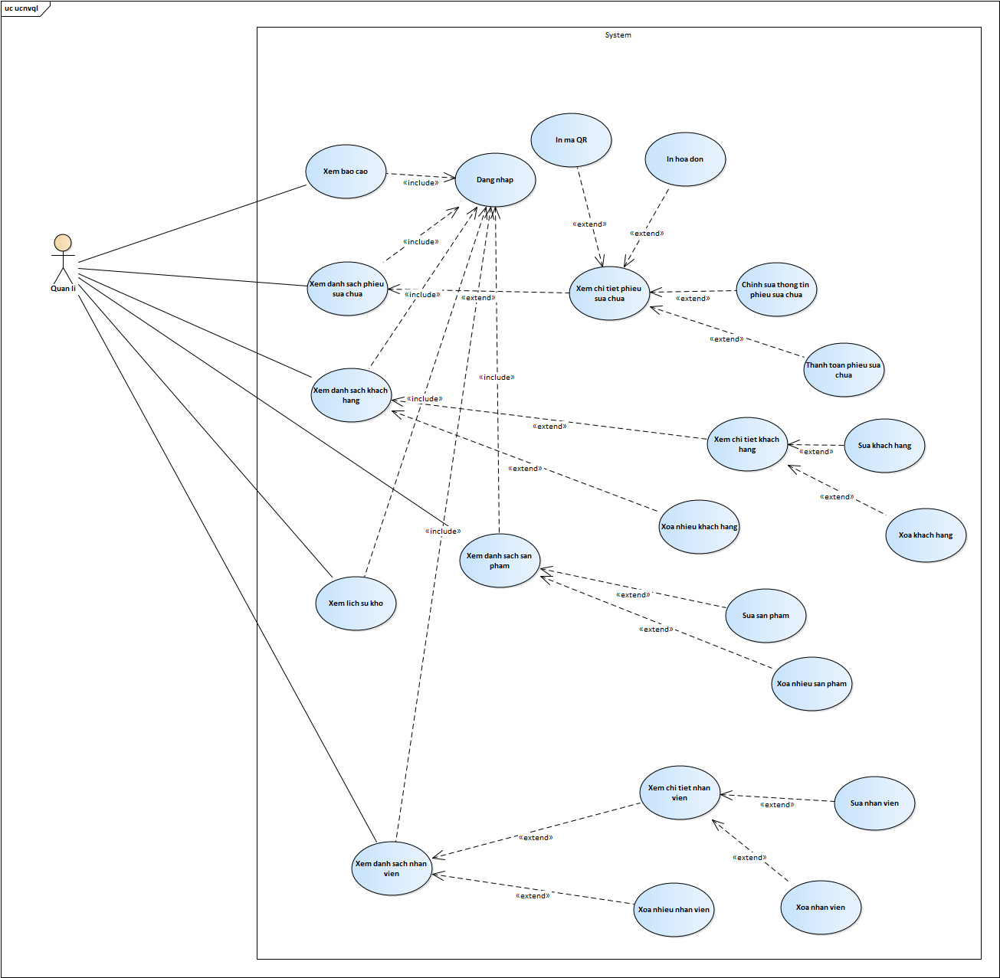 uc ucnvql
System
In ma QR
In hoa don
Xem bao cao
Dang nhap
«include»
«extend»
«extend»
«include»
Quan li
Xem danh sach phieu
sua chua
«include»
«extend»
Xem chi tiet phieu
sua chua
«extend»
Chinh sua thong tin
phieu sua chua
«extend»
Thanh toan phieu sua
chua
«include»
Xem danh sach khach
hang
«include»
«extend»
Xem chi tiet khach
hang
«extend»
Sua khach hang
«extend»
«extend»
Xoa nhieu khach hang
Xoa khach hang
«include»
Xem danh sach san
pham
Xem lich su kho
«extend»
Sua san pham
«extend»
Xoa nhieu san pham
Xem chi tiet nhan
vien
«extend»
Sua nhan vien
«extend»
«extend»
Xem danh sach nhan
vien
«extend»
Xoa nhieu nhan vien
Xoa nhan vien